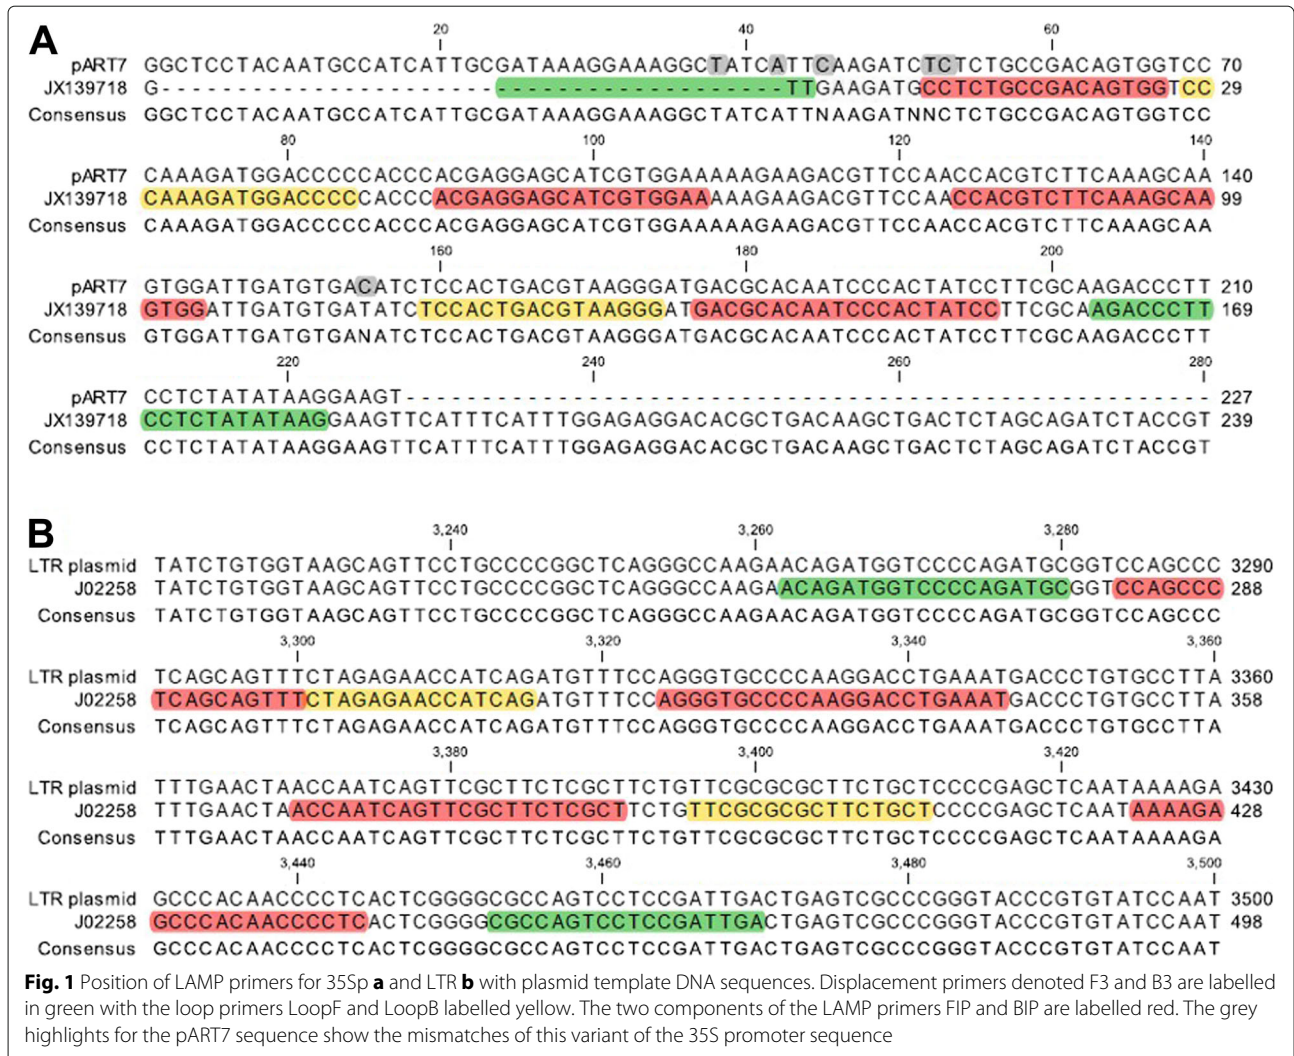 A
20 40 60
pART7 GGCTCCTACAATGCCATCATTGCGATAAAGGAAAGGCTATCATTCAAGATCTCTCTGCCGACAGTGGTCC 70
JX139718 G-----------------------------------------TTGAAGATGCCTCTGCCGACAGTGGTCC 29
Consensus GGCTCCTACAATGCCATCATTGCGATAAAGGAAAGGCTATCATTNAAGATNNCTCTGCCGACAGTGGTCC
80 100 120 140
pART7 CAAAGATGGACCCCCACCCACGAGGAGCATCGTGGAAAAAGAAGACGTTCCAACCACGTCTTCAAAGCAA 140
JX139718 CAAAGATGGACCCCCACCCACGAGGAGCATCGTGGAAAAAGAAGACGTTCCAACCACGTCTTCAAAGCAA 99
Consensus CAAAGATGGACCCCCACCCACGAGGAGCATCGTGGAAAAAGAAGACGTTCCAACCACGTCTTCAAAGCAA
160 180 200
pART7 GTGGATTGATGTGACATCTCCACTGACGTAAGGGATGACGCACAATCCCACTATCCTTCGCAAGACCCTT 210
JX139718 GTGGATTGATGTGATATCTCCACTGACGTAAGGGATGACGCACAATCCCACTATCCTTCGCAAGACCCTT 169
Consensus GTGGATTGATGTGANATCTCCACTGACGTAAGGGATGACGCACAATCCCACTATCCTTCGCAAGACCCTT
220 240 260 280
pART7 CCTCTATATAAGGAAGT----------------------------------------------------- 227
JX139718 CCTCTATATAAGGAAGTTCATTTCATTTGGAGAGGACACGCTGACAAGCTGACTCTAGCAGATCTACCGT 239
Consensus CCTCTATATAAGGAAGTTCATTTCATTTGGAGAGGACACGCTGACAAGCTGACTCTAGCAGATCTACCGT
B
3,240 3,260 3,280
LTR plasmid TATCTGTGGTAAGCAGTTCCTGCCCCGGCTCAGGGCCAAGAACAGATGGTCCCCAGATGCGGTCCAGCCC 3290
J02258 TATCTGTGGTAAGCAGTTCCTGCCCCGGCTCAGGGCCAAGAACAGATGGTCCCCAGATGCGGTCCAGCCC 288
Consensus TATCTGTGGTAAGCAGTTCCTGCCCCGGCTCAGGGCCAAGAACAGATGGTCCCCAGATGCGGTCCAGCCC
3,300 3,320 3,340 3,360
LTR plasmid TCAGCAGTTTCTAGAGAACCATCAGATGTTTCCAGGGTGCCCCAAGGACCTGAAATGACCCTGTGCCTTA 3360
J02258 TCAGCAGTTTCTAGAGAACCATCAGATGTTTCCAGGGTGCCCCAAGGACCTGAAATGACCCTGTGCCTTA 358
Consensus TCAGCAGTTTCTAGAGAACCATCAGATGTTTCCAGGGTGCCCCAAGGACCTGAAATGACCCTGTGCCTTA
3,380 3,400 3,420
LTR plasmid TTTGAACTAACCAATCAGTTCGCTTCTCGCTTCTGTTCGCGCGCTTCTGCTCCCCGAGCTCAATAAAAGA 3430
J02258 TTTGAACTAACCAATCAGTTCGCTTCTCGCTTCTGTTCGCGCGCTTCTGCTCCCCGAGCTCAATAAAAGA 428
Consensus TTTGAACTAACCAATCAGTTCGCTTCTCGCTTCTGTTCGCGCGCTTCTGCTCCCCGAGCTCAATAAAAGA
3,440 3,460 3,480 3,500
LTR plasmid GCCCACAACCCCTCACTCGGGGCGCCAGTCCTCCGATTGACTGAGTCGCCCGGGTACCCGTGTATCCAAT 3500
J02258 GCCCACAACCCCTCACTCGGGGCGCCAGTCCTCCGATTGACTGAGTCGCCCGGGTACCCGTGTATCCAAT 498
Consensus GCCCACAACCCCTCACTCGGGGCGCCAGTCCTCCGATTGACTGAGTCGCCCGGGTACCCGTGTATCCAAT
Fig. 1 Position of LAMP primers for 35Sp a and LTR b with plasmid template DNA sequences. Displacement primers denoted F3 and B3 are labelled
in green with the loop primers LoopF and LoopB labelled yellow. The two components of the LAMP primers FIP and BIP are labelled red. The grey
highlights for the pART7 sequence show the mismatches of this variant of the 35S promoter sequence